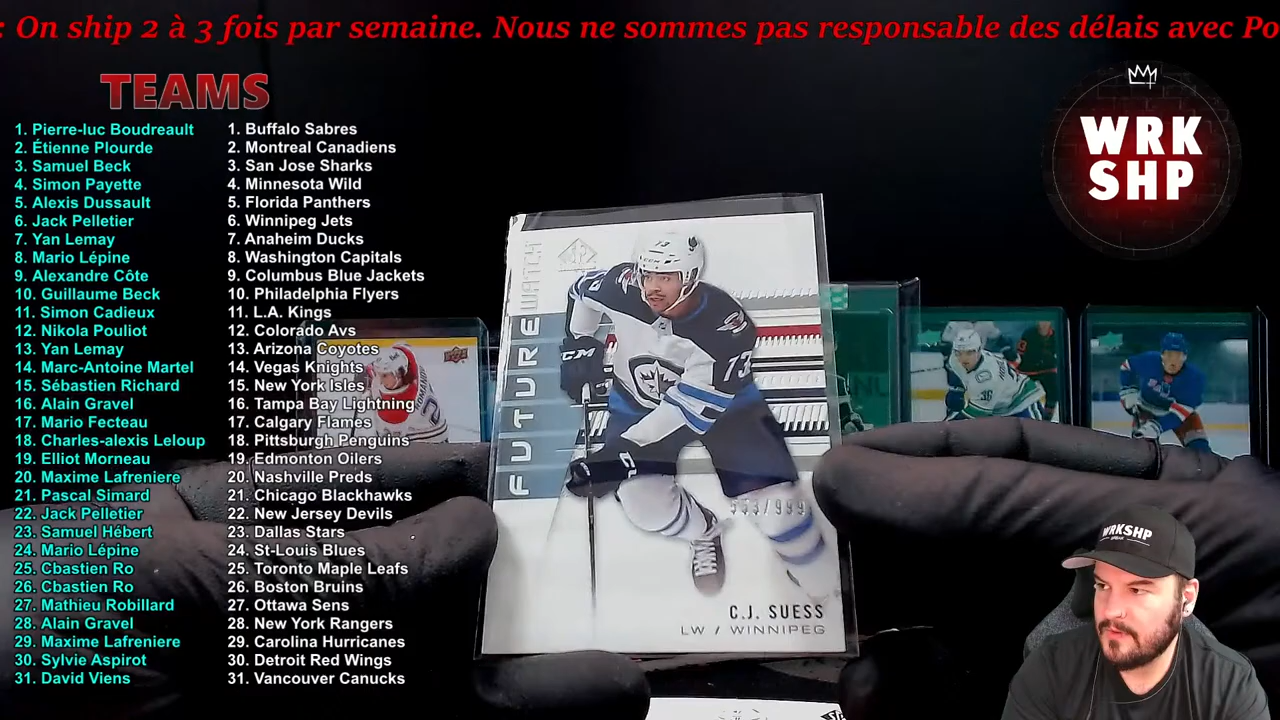 : On ship 2 à 3 fois par semaine. Nous ne sommes pas responsable des délais avec Po
TEAMS
1. Pierre-luc Boudreault
2. Étienne Plourde
3. Samuel Beck
4. Simon Payette
5. Alexis Dussault
6. Jack Pelletier
7. Yan Lemay
8. Mario Lépine
9. Alexandre Côte
10. Guillaume Beck
11. Simon Cadieux
12. Nikola Pouliot
13. Yan Lemay
14. Marc-Antoine Martel
15. Sébastien Richard
16. Alain Gravel
17. Mario Fecteau
18. Charles-alexis Leloup
19. Elliot Morneau
20. Maxime Lafreniere
21. Pascal Simard
22. Jack Pelletier
23. Samuel Hébert
24. Mario Lépine
25. Cbastien Ro
26. Cbastien Ro
27. Mathieu Robillard
28. Alain Gravel
29. Maxime Lafreniere
30. Sylvie Aspirot
31. David Viens
1. Buffalo Sabres
2. Montreal Canadiens
3. San Jose Sharks
4. Minnesota Wild
5. Florida Panthers
6. Winnipeg Jets
7. Anaheim Ducks
8. Washington Capitals
9. Columbus Blue Jackets
10. Philadelphia Flyers
11. L.A. Kings
12. Colorado Avs
13. Arizona Coyotes
14. Vegas Knights
15. New York Isles
16. Tampa Bay Lightning
17. Calgary Flames
18. Pittsburgh Penguins
19. Edmonton Oilers
20. Nashville Preds
21. Chicago Blackhawks
22. New Jersey Devils
23. Dallas Stars
24. St-Louis Blues
25. Toronto Maple Leafs
26. Boston Bruins
27. Ottawa Sens
28. New York Rangers
29. Carolina Hurricanes
30. Detroit Red Wings
31. Vancouver Canucks
WRK
SHP
FUTURE WATCH
SP
CCM
73
C.J. SUESS
LW / WINNIPEG
36
WRKSHP